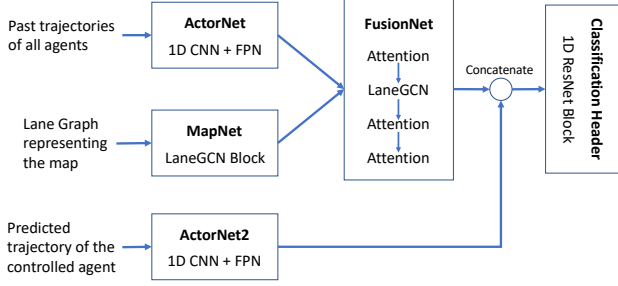 Past trajectories
of all agents
ActorNet
1D CNN + FPN
Lane Graph
representing
the map
MapNet
LaneGCN Block
Predicted
trajectory of the
controlled agent
ActorNet2
1D CNN + FPN
FusionNet
Attention
LaneGCN
Attention
Attention
Concatenate
Classification Header
1D ResNet Block